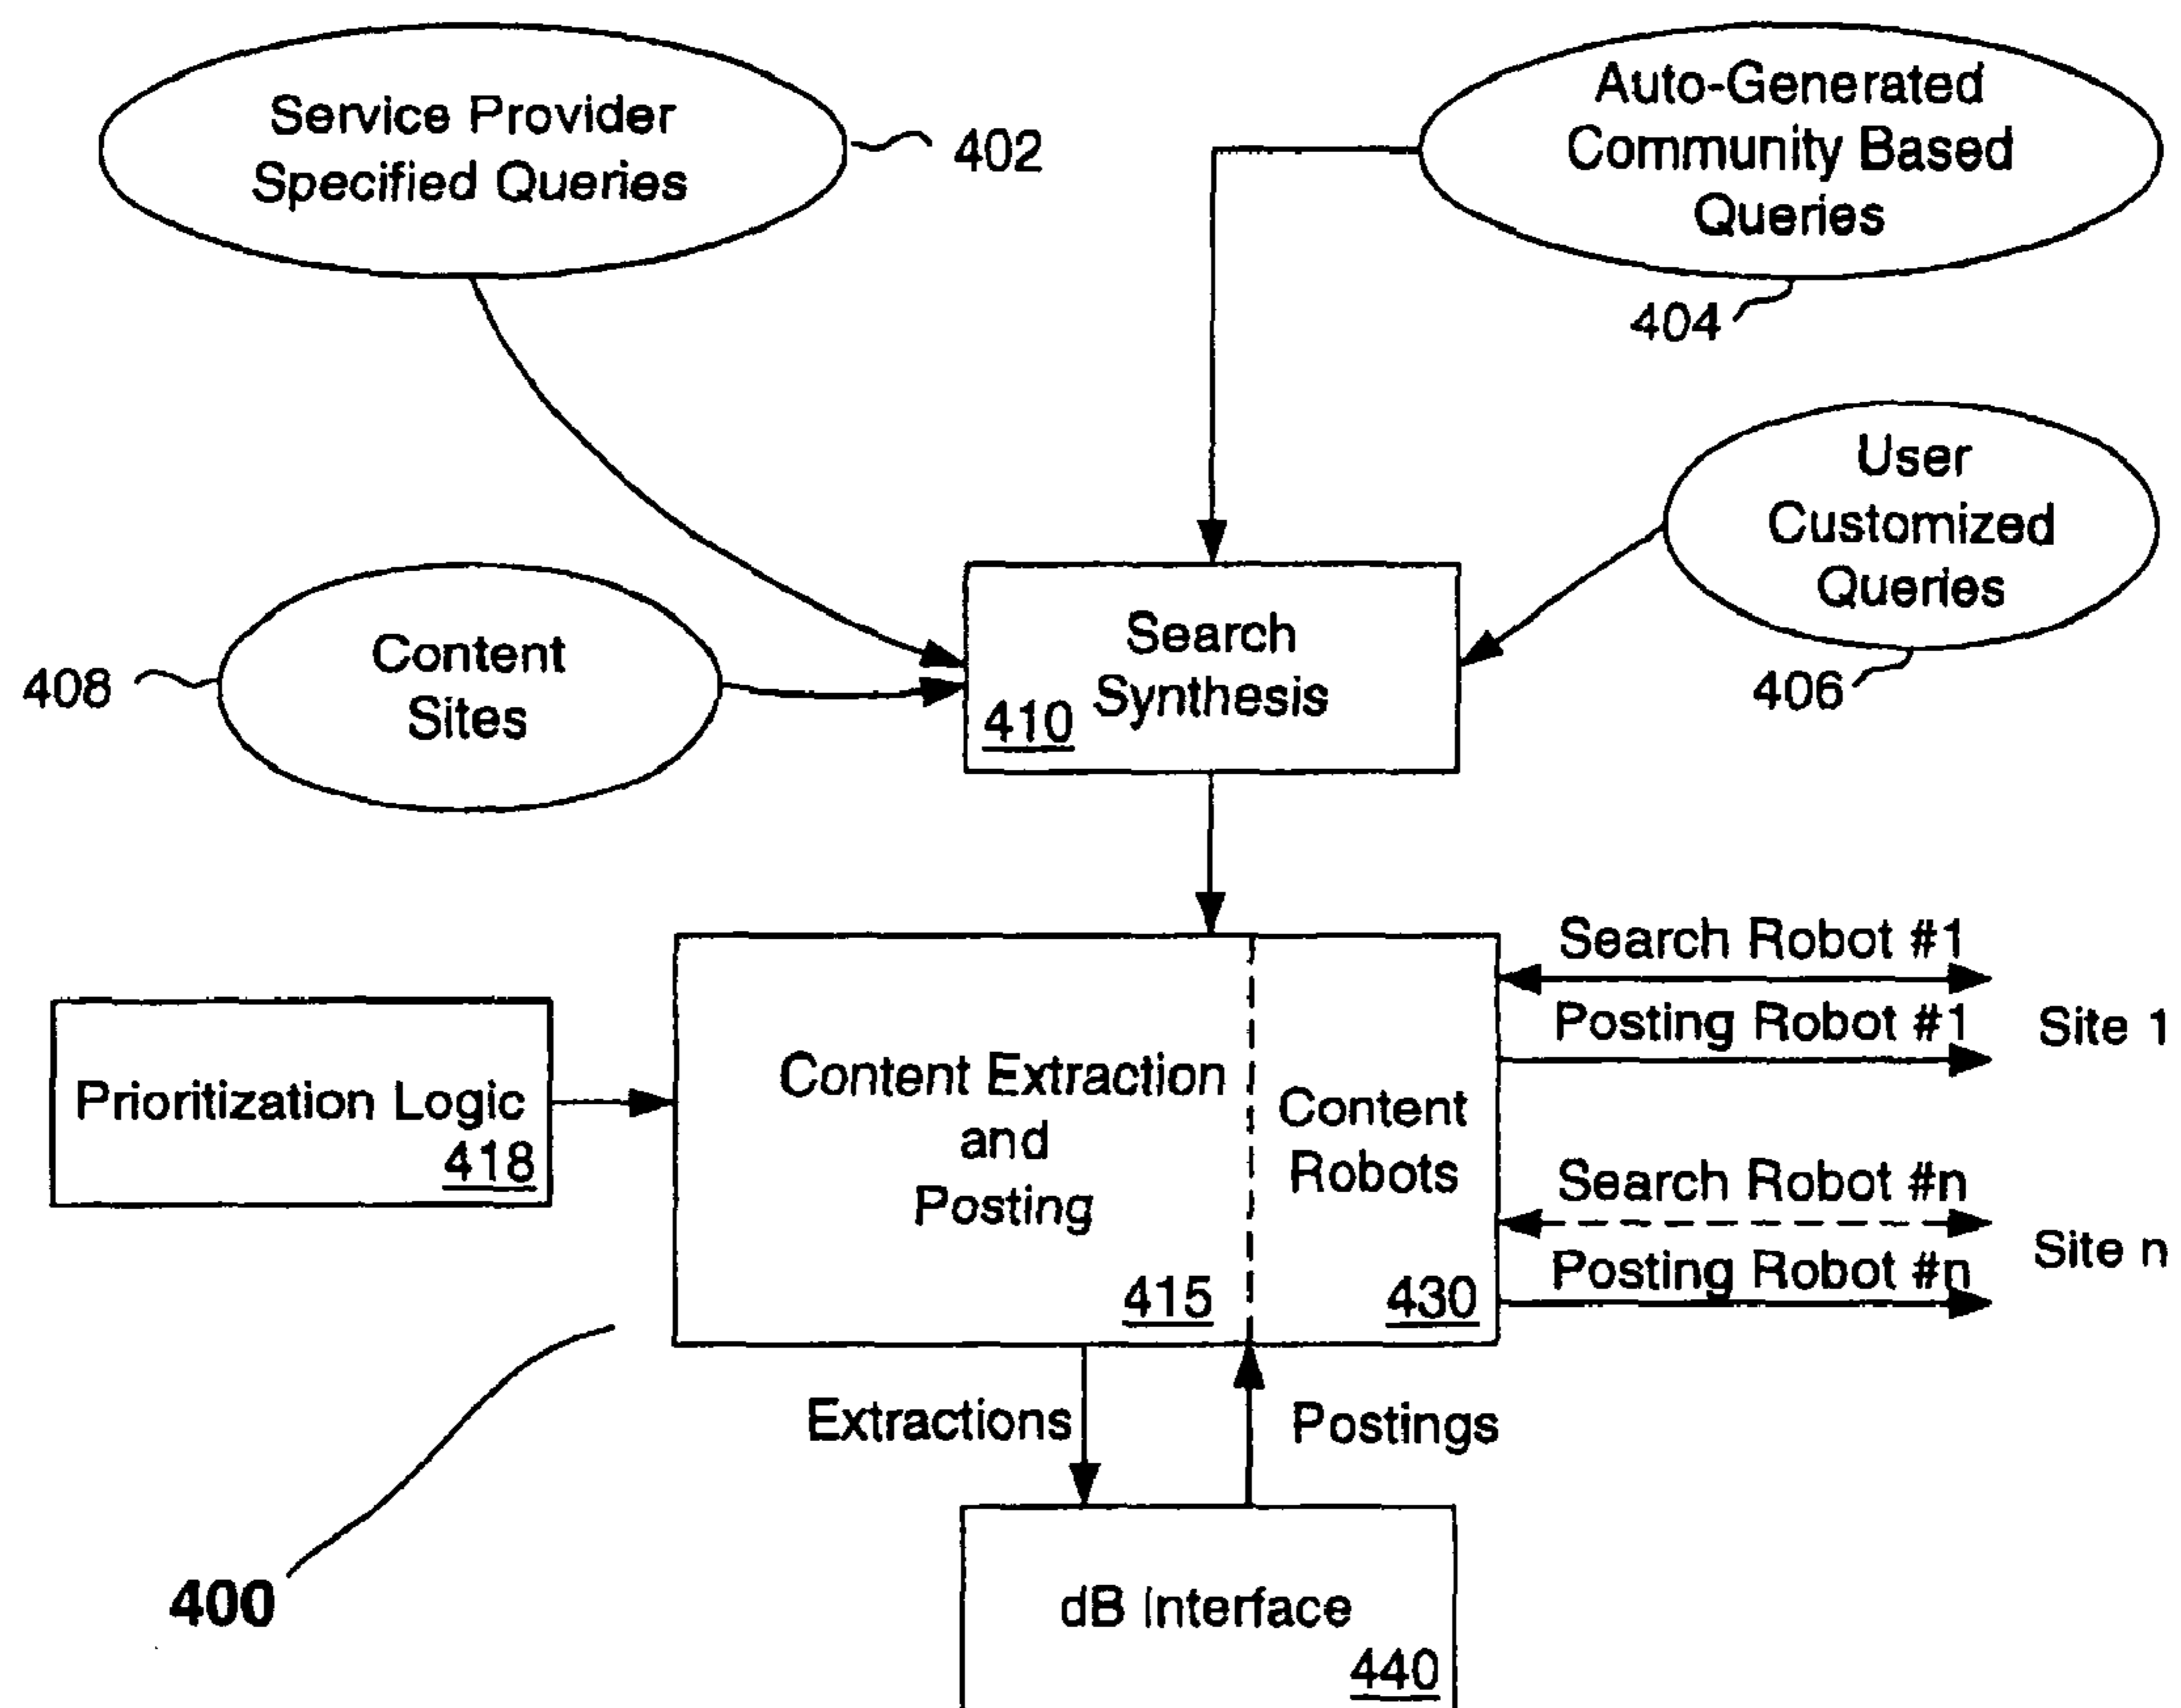 Service Provider
Specified Queries
402
Auto-Generated
Community Based
Queries
404
User
Customized
Queries
406
Content
Sites
408
Search
Synthesis
410
Prioritization Logic
418
Content Extraction
and
Posting
415
Content
Robots
430
Search Robot #1
Posting Robot #1
Site 1
Search Robot #n
Posting Robot #n
Site n
Extractions
Postings
400
dB Interface
440